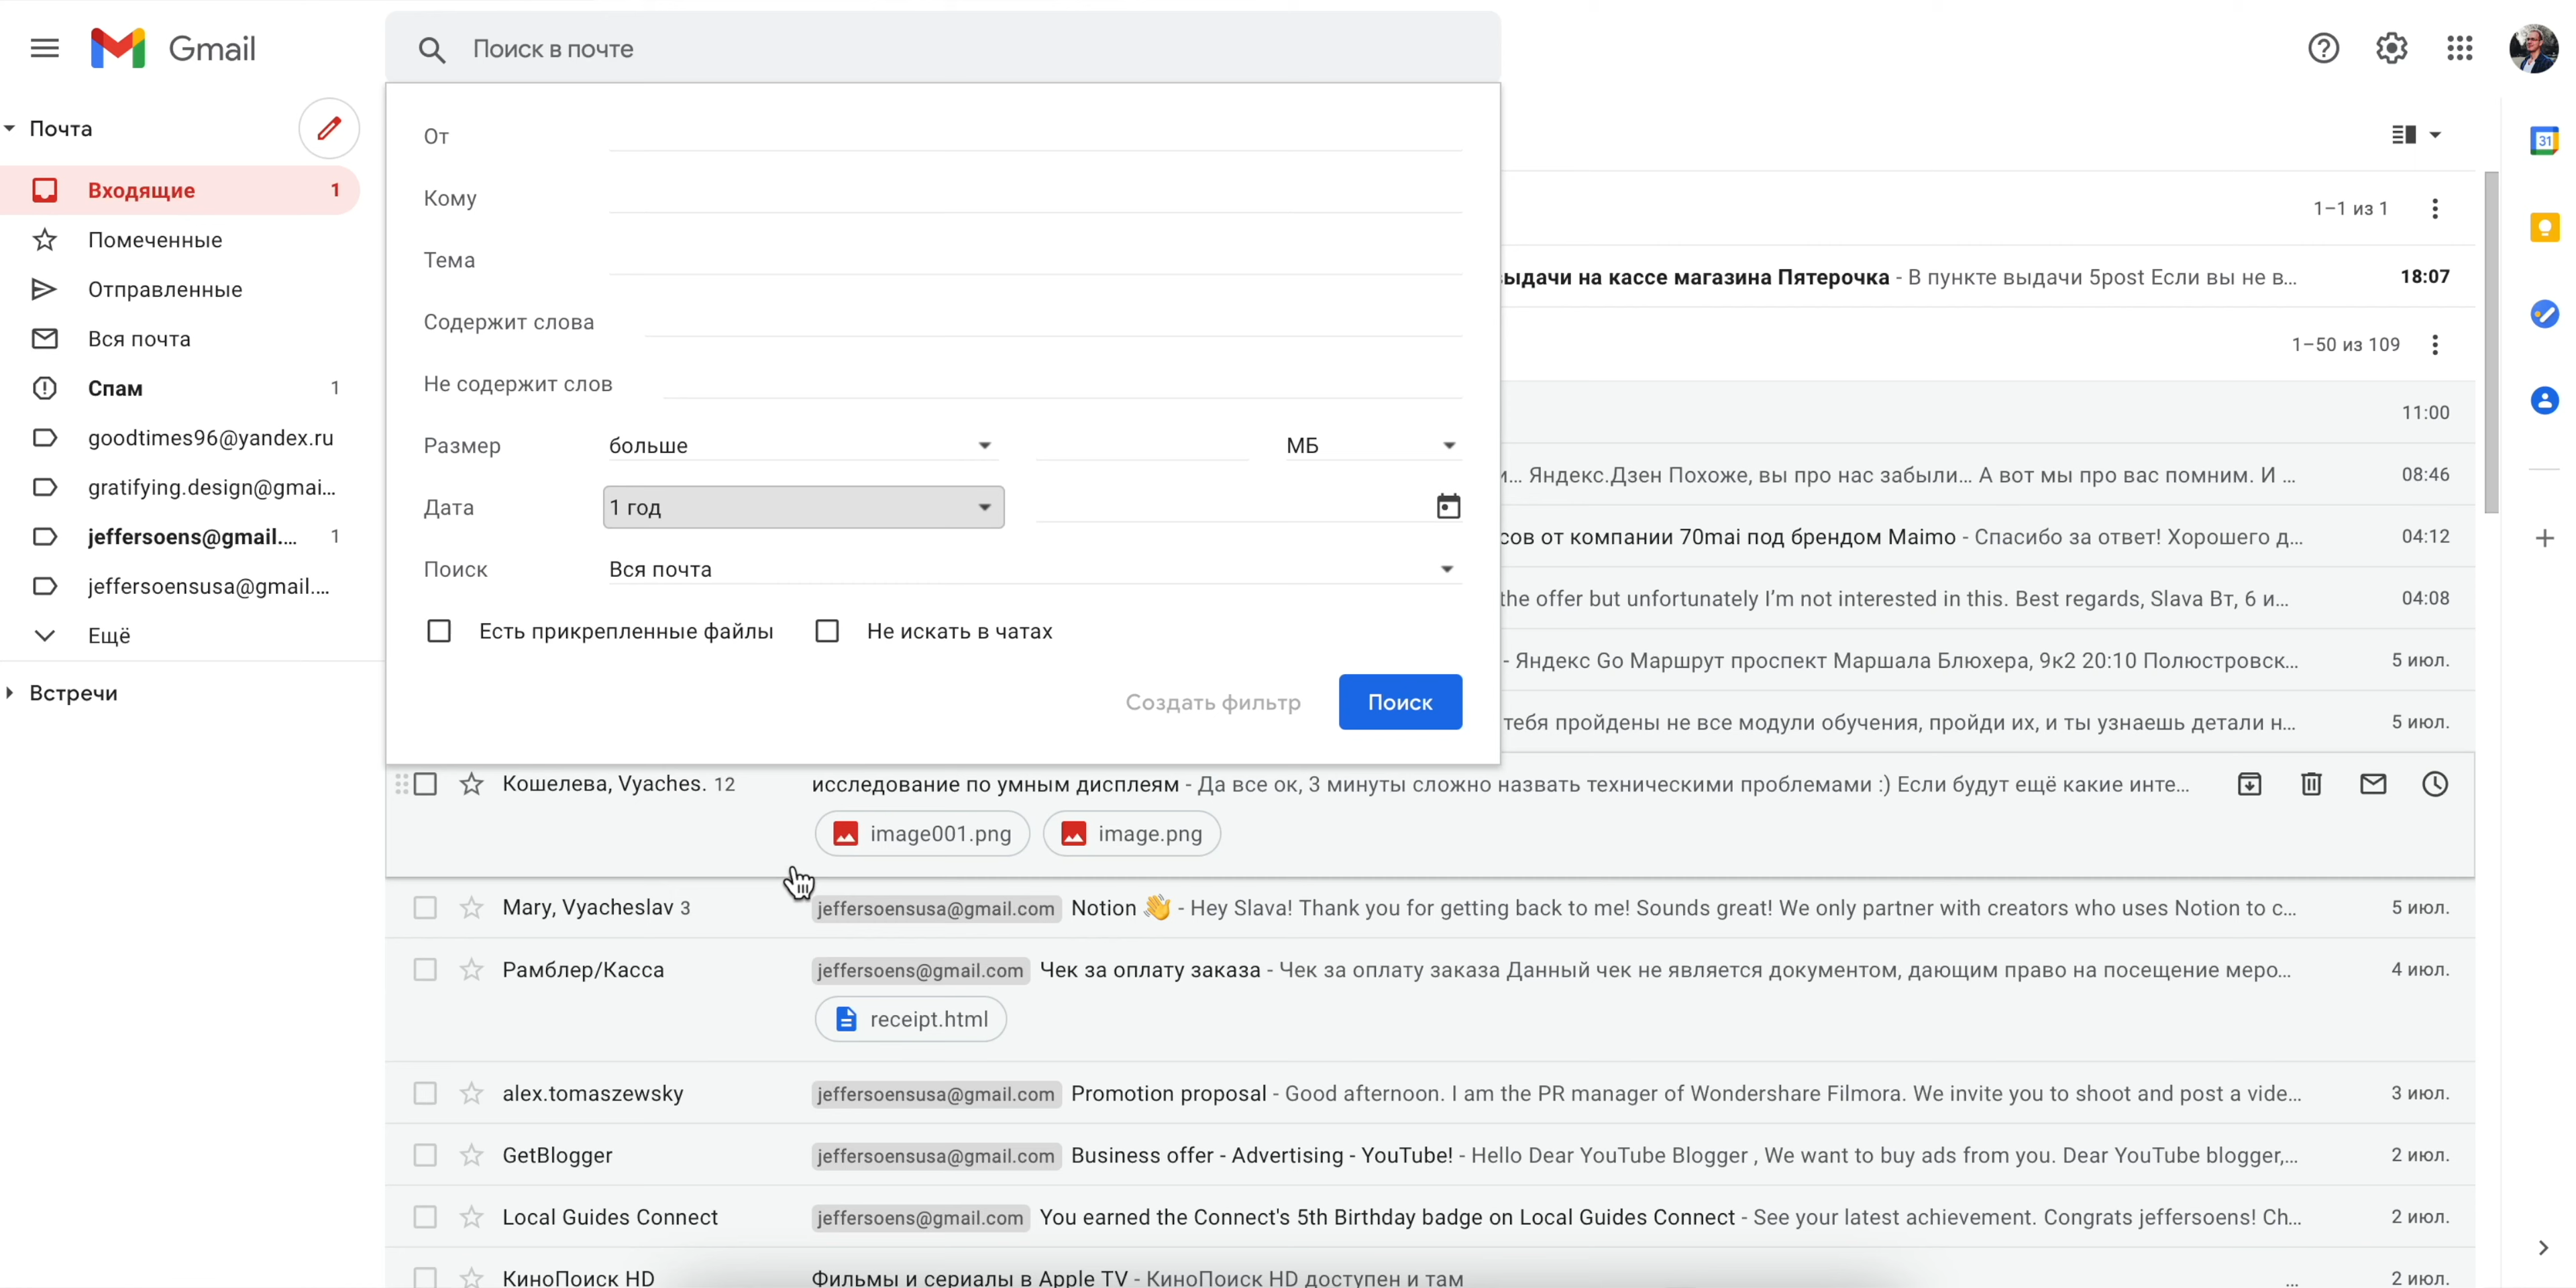 Gmail
Поиск в почте
Почта
Входящие 1
Помеченные
Отправленные
Вся почта
Спам 1
goodtimes96@yandex.ru
gratifying.design@gmai...
jeffersoens@gmail.... 1
jeffersoensusa@gmail....
Ещё
Встречи
От
Кому
Тема
Содержит слова
Не содержит слов
Размер больше МБ
Дата 1 год
Поиск Вся почта
Есть прикрепленные файлы Не искать в чатах
Создать фильтр Поиск
1–1 из 1
выдачи на кассе магазина Пятерочка - В пункте выдачи 5post Если вы не в... 18:07
1–50 из 109
11:00
и... Яндекс.Дзен Похоже, вы про нас забыли... А вот мы про вас помним. И ... 08:46
сов от компании 70mai под брендом Maimo - Спасибо за ответ! Хорошего д... 04:12
the offer but unfortunately I'm not interested in this. Best regards, Slava Вт, 6 и... 04:08
- Яндекс Go Маршрут проспект Маршала Блюхера, 9к2 20:10 Полюстровск... 5 июл.
тебя пройдены не все модули обучения, пройди их, и ты узнаешь детали н... 5 июл.
Кошелева, Vyaches. 12 исследование по умным дисплеям - Да все ок, 3 минуты сложно назвать техническими проблемами :) Если будут ещё какие инте...
image001.png image.png
Mary, Vyacheslav 3 jeffersoensusa@gmail.com Notion 👋 - Hey Slava! Thank you for getting back to me! Sounds great! We only partner with creators who uses Notion to c... 5 июл.
Рамблер/Касса jeffersoens@gmail.com Чек за оплату заказа - Чек за оплату заказа Данный чек не является документом, дающим право на посещение меро... 4 июл.
receipt.html
alex.tomaszewsky jeffersoensusa@gmail.com Promotion proposal - Good afternoon. I am the PR manager of Wondershare Filmora. We invite you to shoot and post a vide... 3 июл.
GetBlogger jeffersoensusa@gmail.com Business offer - Advertising - YouTube! - Hello Dear YouTube Blogger , We want to buy ads from you. Dear YouTube blogger,... 2 июл.
Local Guides Connect jeffersoens@gmail.com You earned the Connect's 5th Birthday badge on Local Guides Connect - See your latest achievement. Congrats jeffersoens! Ch... 2 июл.
КиноПоиск HD Фильмы и сериалы в Apple TV - КиноПоиск HD доступен и там ... 2 июл.
31